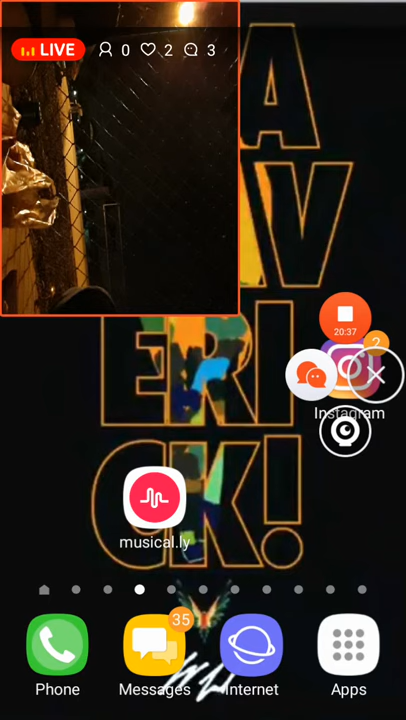 LIVE 0 2 3
A
AV
ERI
CK!
20:37
2
Instagram
musical.ly
35
Phone
Messages
Internet
Apps